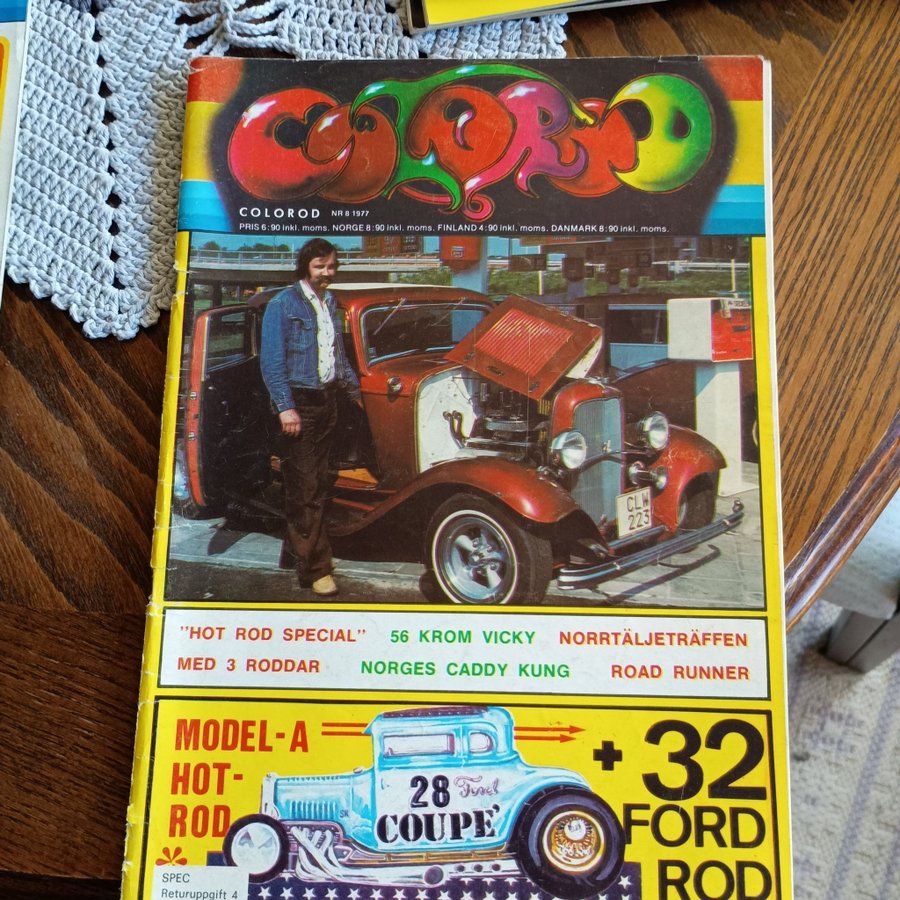 COLOROD
COLOROD NR 8 1977
PRIS 6:90 inkl. moms. NORGE 8:90 inkl. moms. FINLAND 4:90 inkl. moms. DANMARK 8:90 inkl. moms.
CLW
223
"HOT ROD SPECIAL" 56 KROM VICKY NORRTÄLJETRÄFFEN
MED 3 RODDAR NORGES CADDY KUNG ROAD RUNNER
MODEL-A
HOT-
ROD
28 Ford
COUPE'
+ 32
FORD
ROD
SPEC
Returuppgift 4